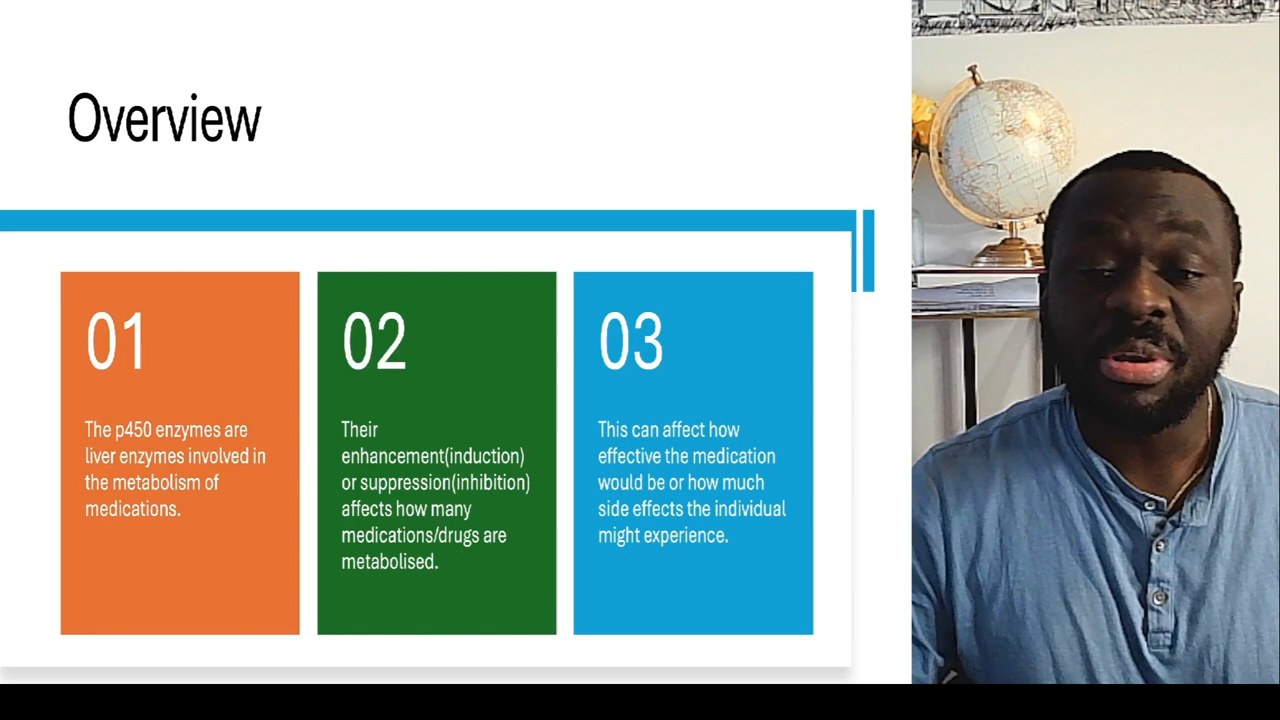 Overview
01
The p450 enzymes are
liver enzymes involved in
the metabolism of
medications.
02
Their
enhancement(induction)
or suppression(inhibition)
affects how many
medications/drugs are
metabolised.
03
This can affect how
effective the medication
would be or how much
side effects the individual
might experience.